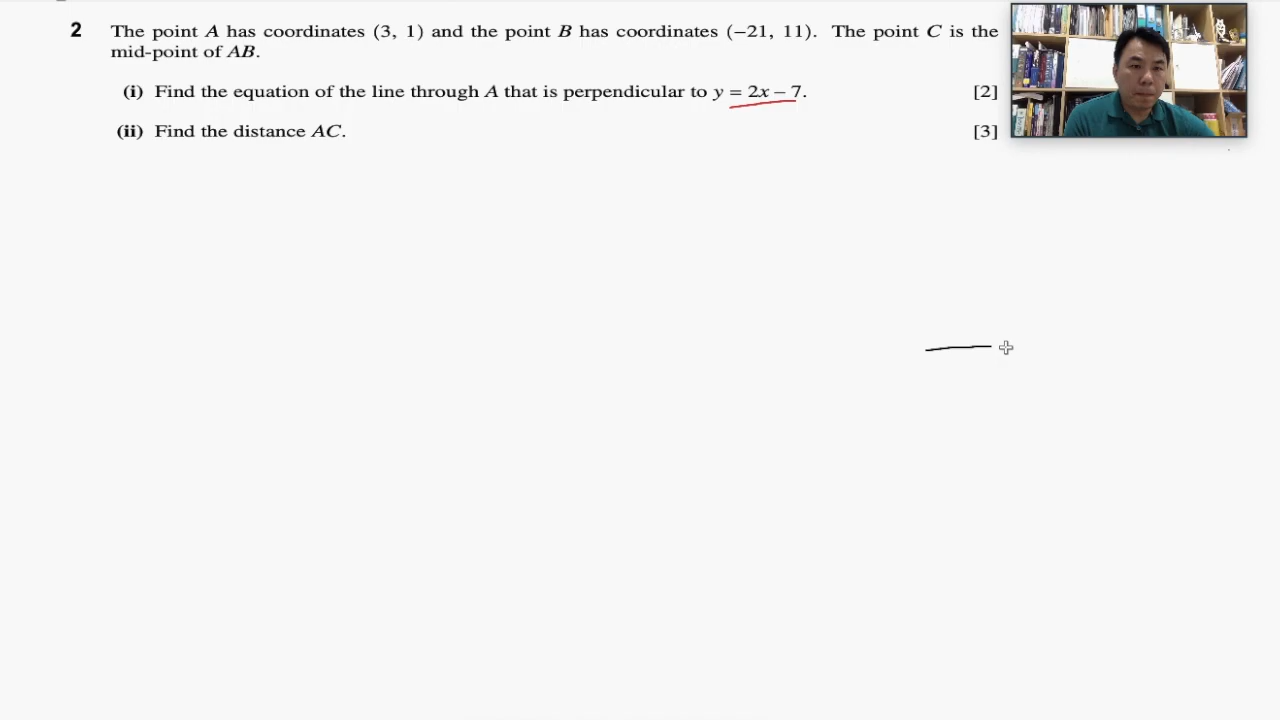 2 The point A has coordinates (3, 1) and the point B has coordinates (−21, 11). The point C is the
mid-point of AB.
(i) Find the equation of the line through A that is perpendicular to y = 2x − 7. [2]
(ii) Find the distance AC. [3]